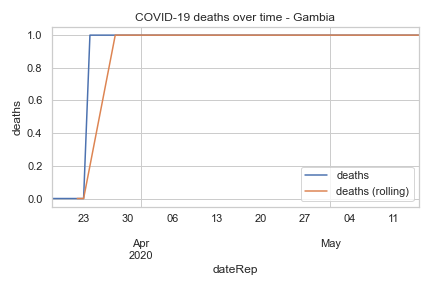 COVID-19 deaths over time - Gambia
deaths
1.0
0.8
0.6
0.4
0.2
0.0
deaths
deaths (rolling)
23 30 06 13 20 27 04 11
Apr May
2020
dateRep